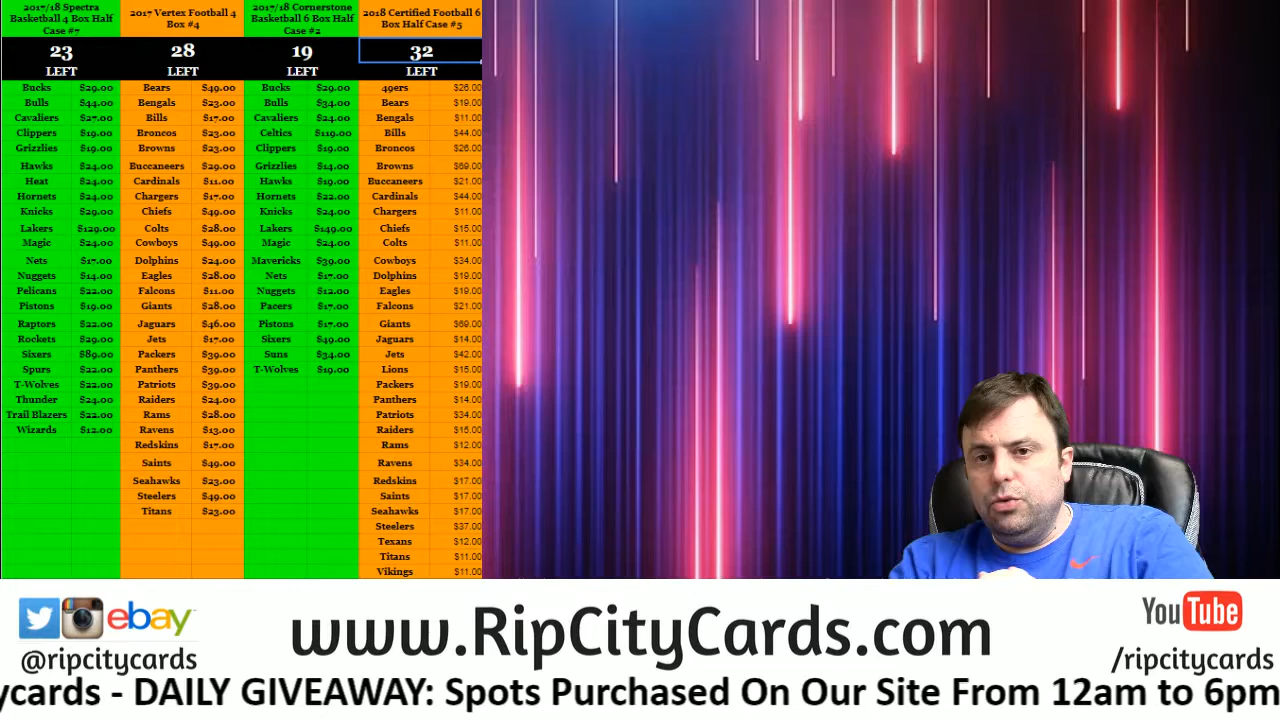 2017/18 Spectra
Basketball 4 Box Half
Case #7
23
LEFT
Bucks $29.00
Bulls $44.00
Cavaliers $27.00
Clippers $19.00
Grizzlies $19.00
Hawks $24.00
Heat $24.00
Hornets $24.00
Knicks $29.00
Lakers $129.00
Magic $24.00
Nets $17.00
Nuggets $14.00
Pelicans $22.00
Pistons $19.00
Raptors $22.00
Rockets $29.00
Sixers $89.00
Spurs $22.00
T-Wolves $22.00
Thunder $24.00
Trail Blazers $22.00
Wizards $12.00
2017 Vertex Football 4
Box #4
28
LEFT
Bears $49.00
Bengals $23.00
Bills $17.00
Broncos $23.00
Browns $23.00
Buccaneers $29.00
Cardinals $11.00
Chargers $17.00
Chiefs $49.00
Colts $28.00
Cowboys $49.00
Dolphins $24.00
Eagles $28.00
Falcons $11.00
Giants $28.00
Jaguars $46.00
Jets $17.00
Packers $39.00
Panthers $39.00
Patriots $39.00
Raiders $24.00
Rams $28.00
Ravens $13.00
Redskins $17.00
Saints $49.00
Seahawks $23.00
Steelers $49.00
Titans $23.00
2017/18 Cornerstone
Basketball 6 Box Half
Case #2
19
LEFT
Bucks $29.00
Bulls $34.00
Cavaliers $24.00
Celtics $119.00
Clippers $19.00
Grizzlies $14.00
Hawks $19.00
Hornets $22.00
Knicks $24.00
Lakers $149.00
Magic $24.00
Mavericks $39.00
Nets $17.00
Nuggets $12.00
Pacers $17.00
Pistons $17.00
Sixers $49.00
Suns $34.00
T-Wolves $19.00
2018 Certified Football 6
Box Half Case #5
32
LEFT
49ers $26.00
Bears $19.00
Bengals $11.00
Bills $44.00
Broncos $26.00
Browns $69.00
Buccaneers $21.00
Cardinals $44.00
Chargers $11.00
Chiefs $15.00
Colts $11.00
Cowboys $34.00
Dolphins $19.00
Eagles $19.00
Falcons $21.00
Giants $69.00
Jaguars $14.00
Jets $42.00
Lions $15.00
Packers $19.00
Panthers $14.00
Patriots $34.00
Raiders $15.00
Rams $12.00
Ravens $34.00
Redskins $17.00
Saints $17.00
Seahawks $17.00
Steelers $37.00
Texans $12.00
Titans $11.00
Vikings $11.00
ebay
@ripcitycards
www.RipCityCards.com
YouTube
/ripcitycards
ycards - DAILY GIVEAWAY: Spots Purchased On Our Site From 12am to 6pm